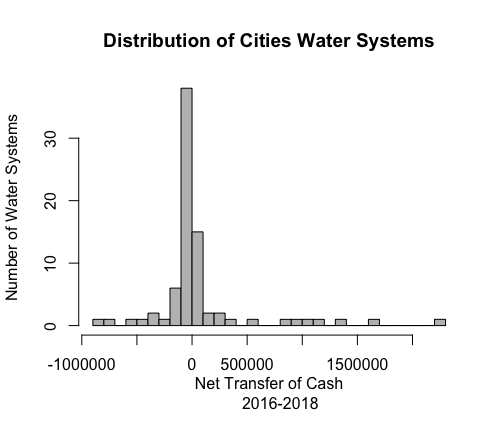 Distribution of Cities Water Systems
Number of Water Systems
30
20
10
0
-1000000 0 500000 1500000
Net Transfer of Cash
2016-2018